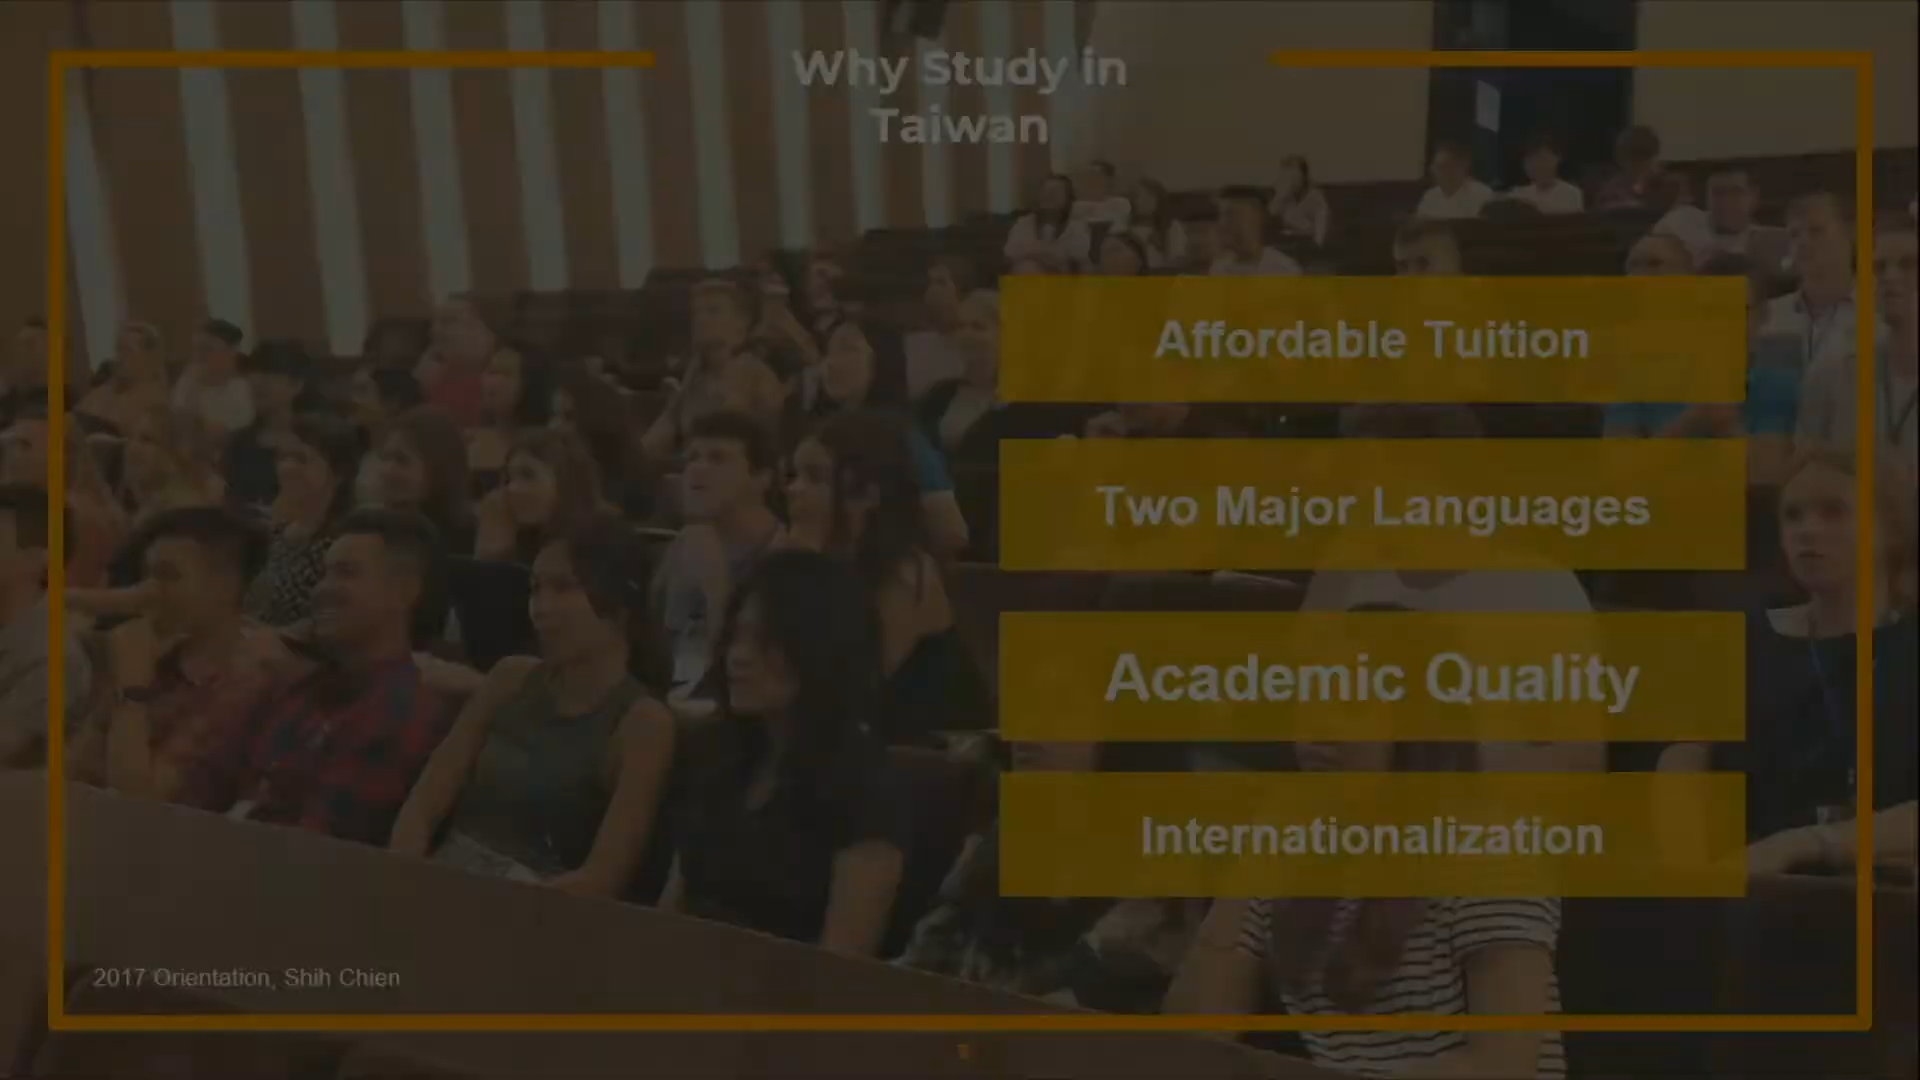 Why Study in
Taiwan
Affordable Tuition
Two Major Languages
Academic Quality
Internationalization
2017 Orientation, Shih Chien